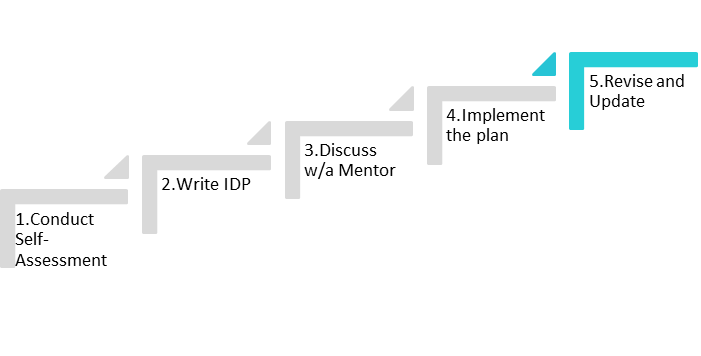 1.Conduct
Self-
Assessment
2.Write IDP
3.Discuss
w/a Mentor
4.Implement
the plan
5.Revise and
Update